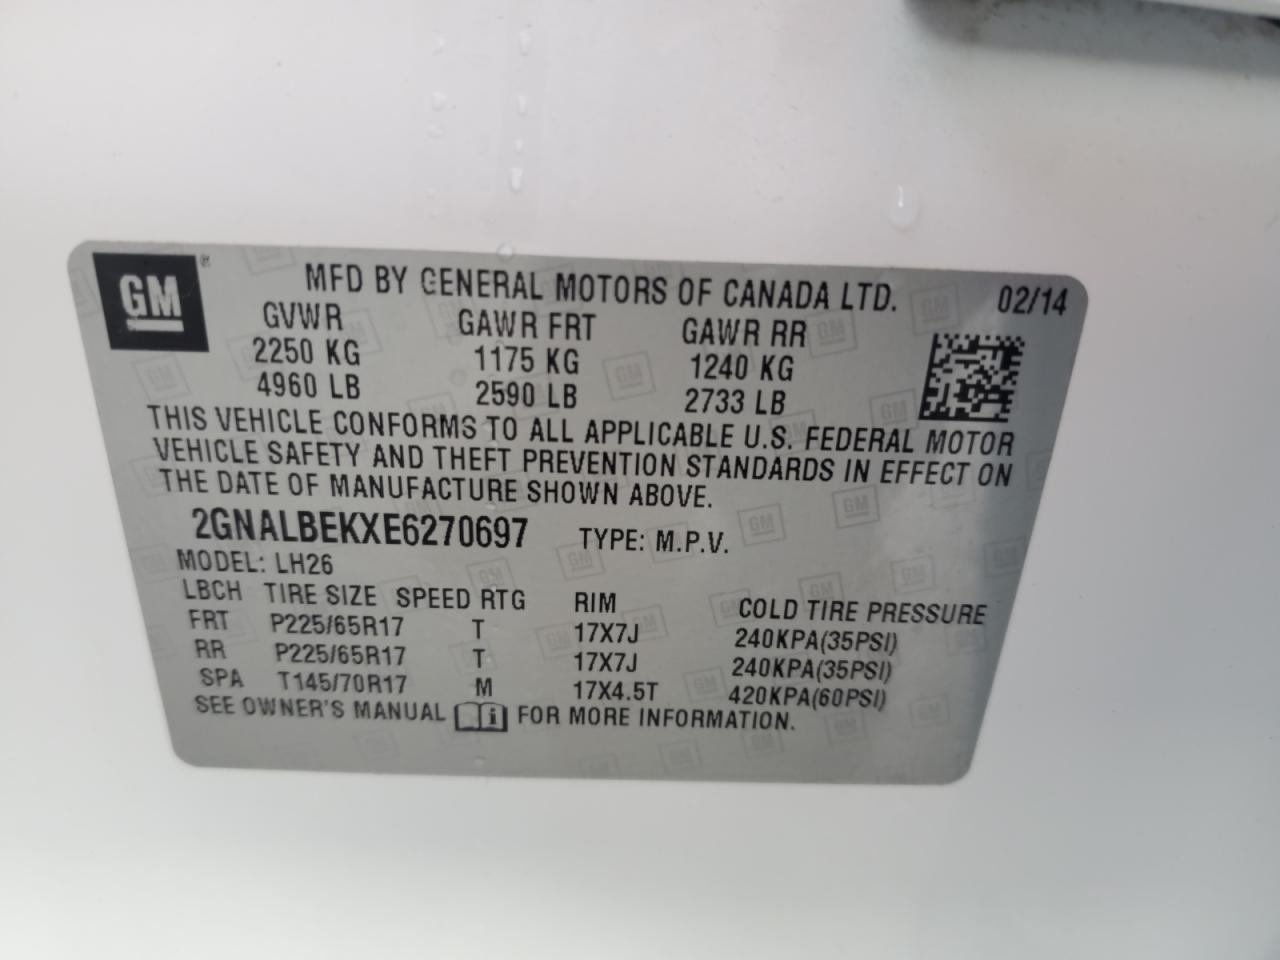 GM®
MFD BY GENERAL MOTORS OF CANADA LTD. 02/14
GVWR GAWR FRT GAWR RR
2250 KG 1175 KG 1240 KG
4960 LB 2590 LB 2733 LB
THIS VEHICLE CONFORMS TO ALL APPLICABLE U.S. FEDERAL MOTOR
VEHICLE SAFETY AND THEFT PREVENTION STANDARDS IN EFFECT ON
THE DATE OF MANUFACTURE SHOWN ABOVE.
2GNALBEKXE6270697 TYPE: M.P.V.
MODEL: LH26
LBCH TIRE SIZE SPEED RTG RIM COLD TIRE PRESSURE
FRT P225/65R17 T 17X7J 240KPA(35PSI)
RR P225/65R17 T 17X7J 240KPA(35PSI)
SPA T145/70R17 M 17X4.5T 420KPA(60PSI)
SEE OWNER'S MANUAL i FOR MORE INFORMATION.